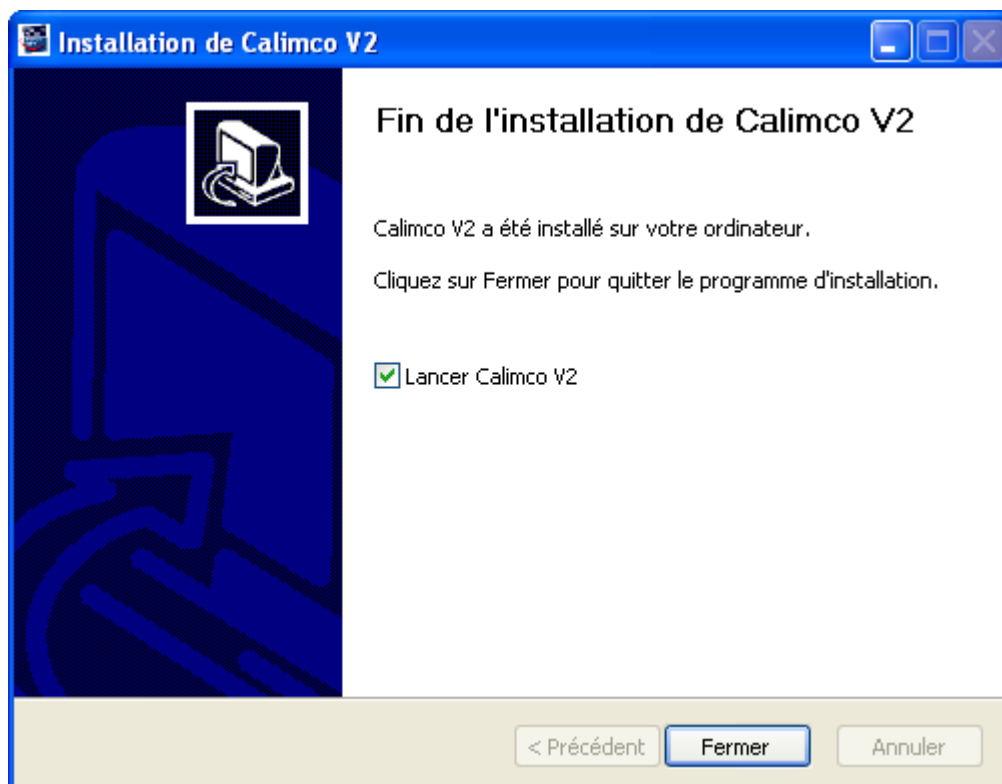 Installation de Calimco V2
Fin de l'installation de Calimco V2
Calimco V2 a été installé sur votre ordinateur.
Cliquez sur Fermer pour quitter le programme d'installation.
Lancer Calimco V2
< Précédent
Fermer
Annuler